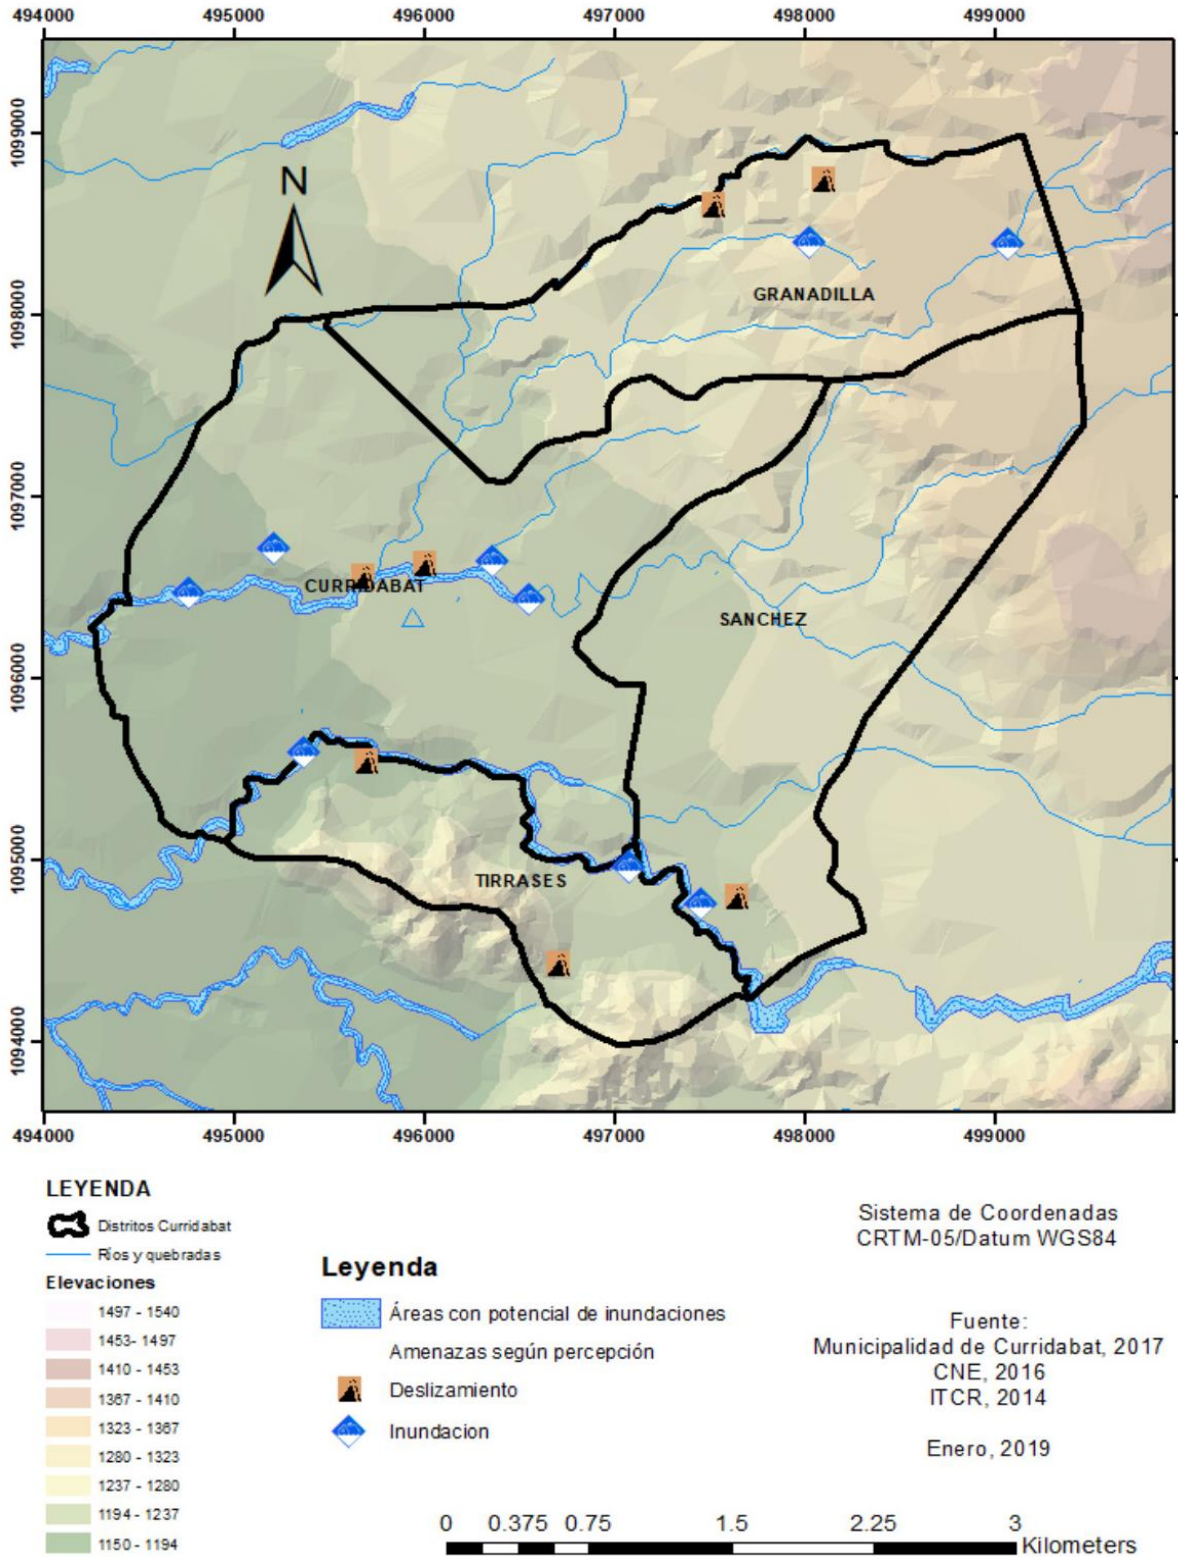 494000 495000 496000 497000 498000 499000
1099000
1098000
1097000
1096000
1095000
1094000
N
GRANADILLA
CURRIDABAT
SANCHEZ
TIRRASES
494000 495000 496000 497000 498000 499000
LEYENDA
Distritos Curridabat
Ríos y quebradas
Elevaciones
1497 - 1540
1453- 1497
1410 - 1453
1367 - 1410
1323 - 1367
1280 - 1323
1237 - 1280
1194 - 1237
1150 - 1194
Leyenda
Áreas con potencial de inundaciones
Amenazas según percepción
Deslizamiento
Inundacion
Sistema de Coordenadas
CRTM-05/Datum WGS84
Fuente:
Municipalidad de Curridabat, 2017
CNE, 2016
ITCR, 2014
Enero, 2019
0 0.375 0.75 1.5 2.25 3
Kilometers